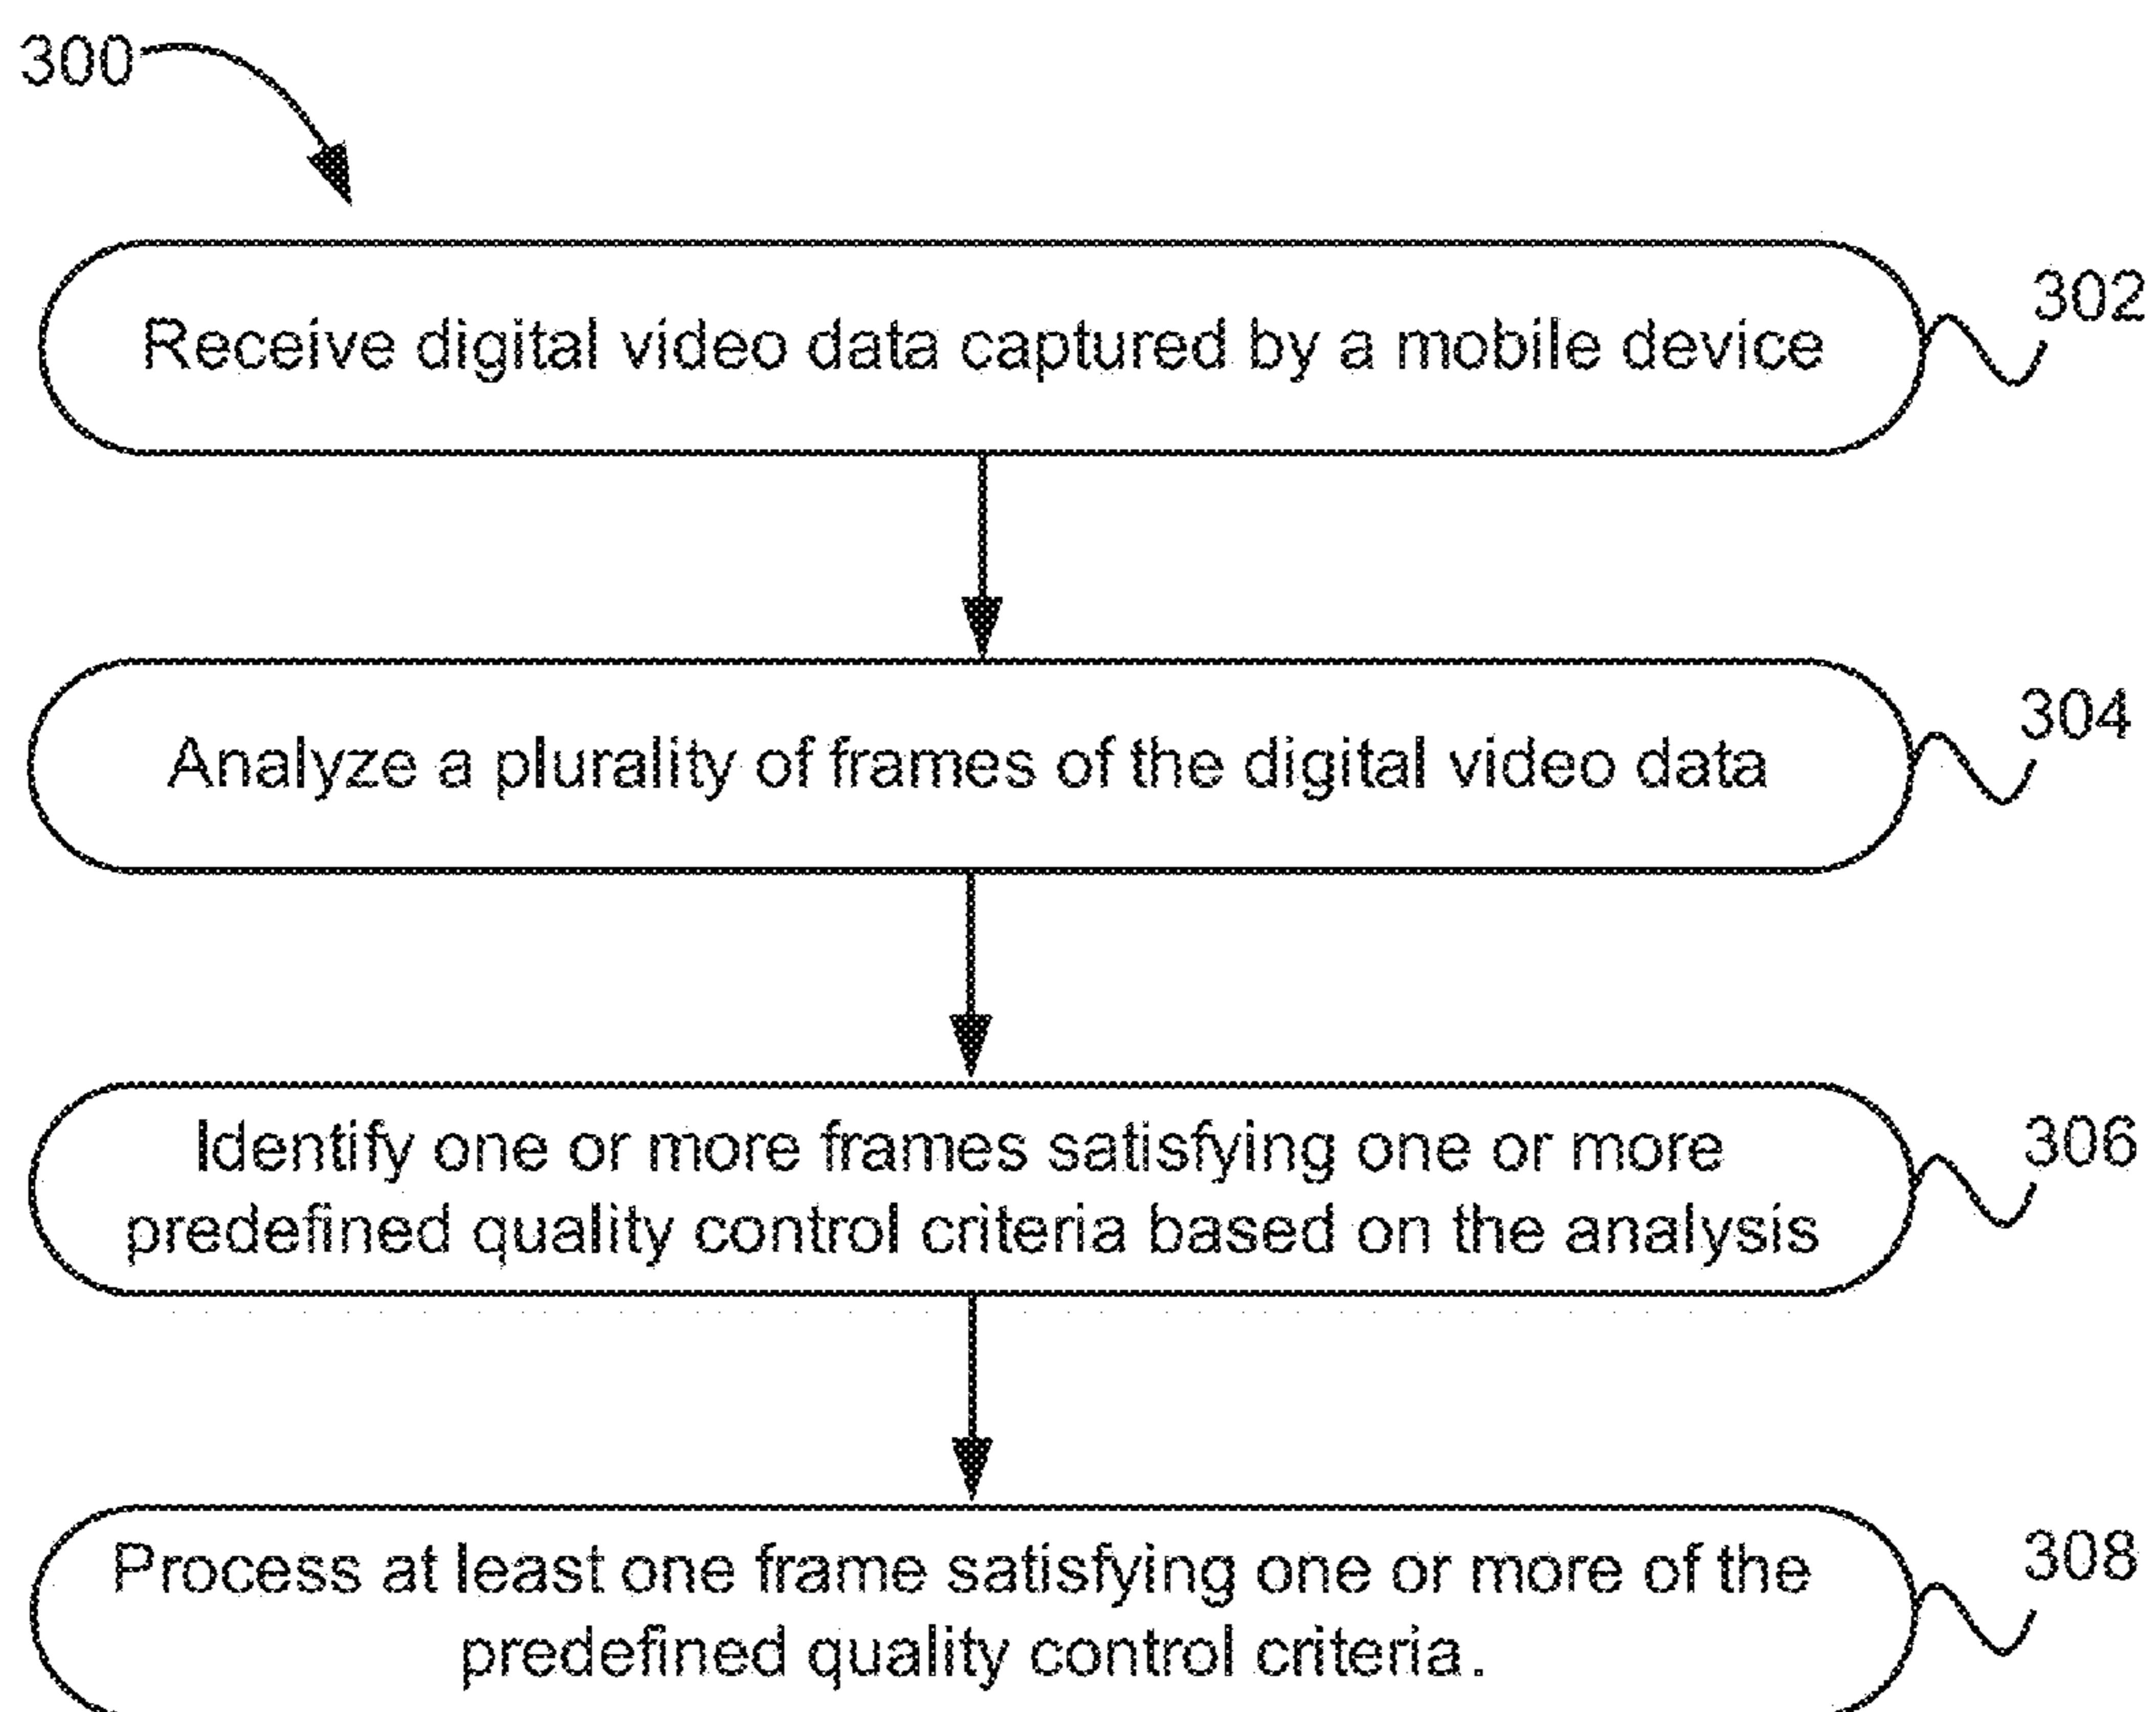 300
Receive digital video data captured by a mobile device
302
Analyze a plurality of frames of the digital video data
304
Identify one or more frames satisfying one or more
predefined quality control criteria based on the analysis
306
Process at least one frame satisfying one or more of the
predefined quality control criteria.
308